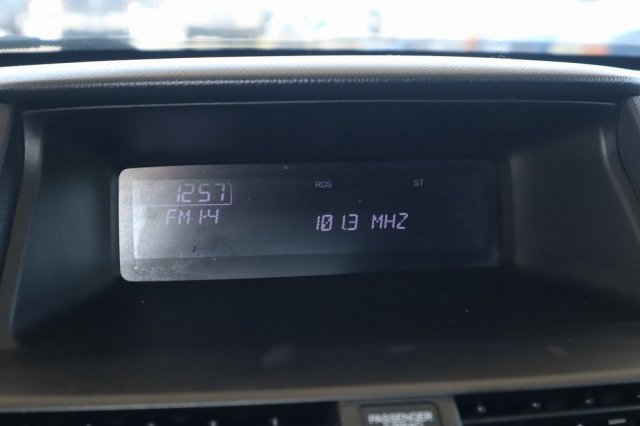 12:57 RDS ST
FM1-4 101.3 MHZ
PASSENGER